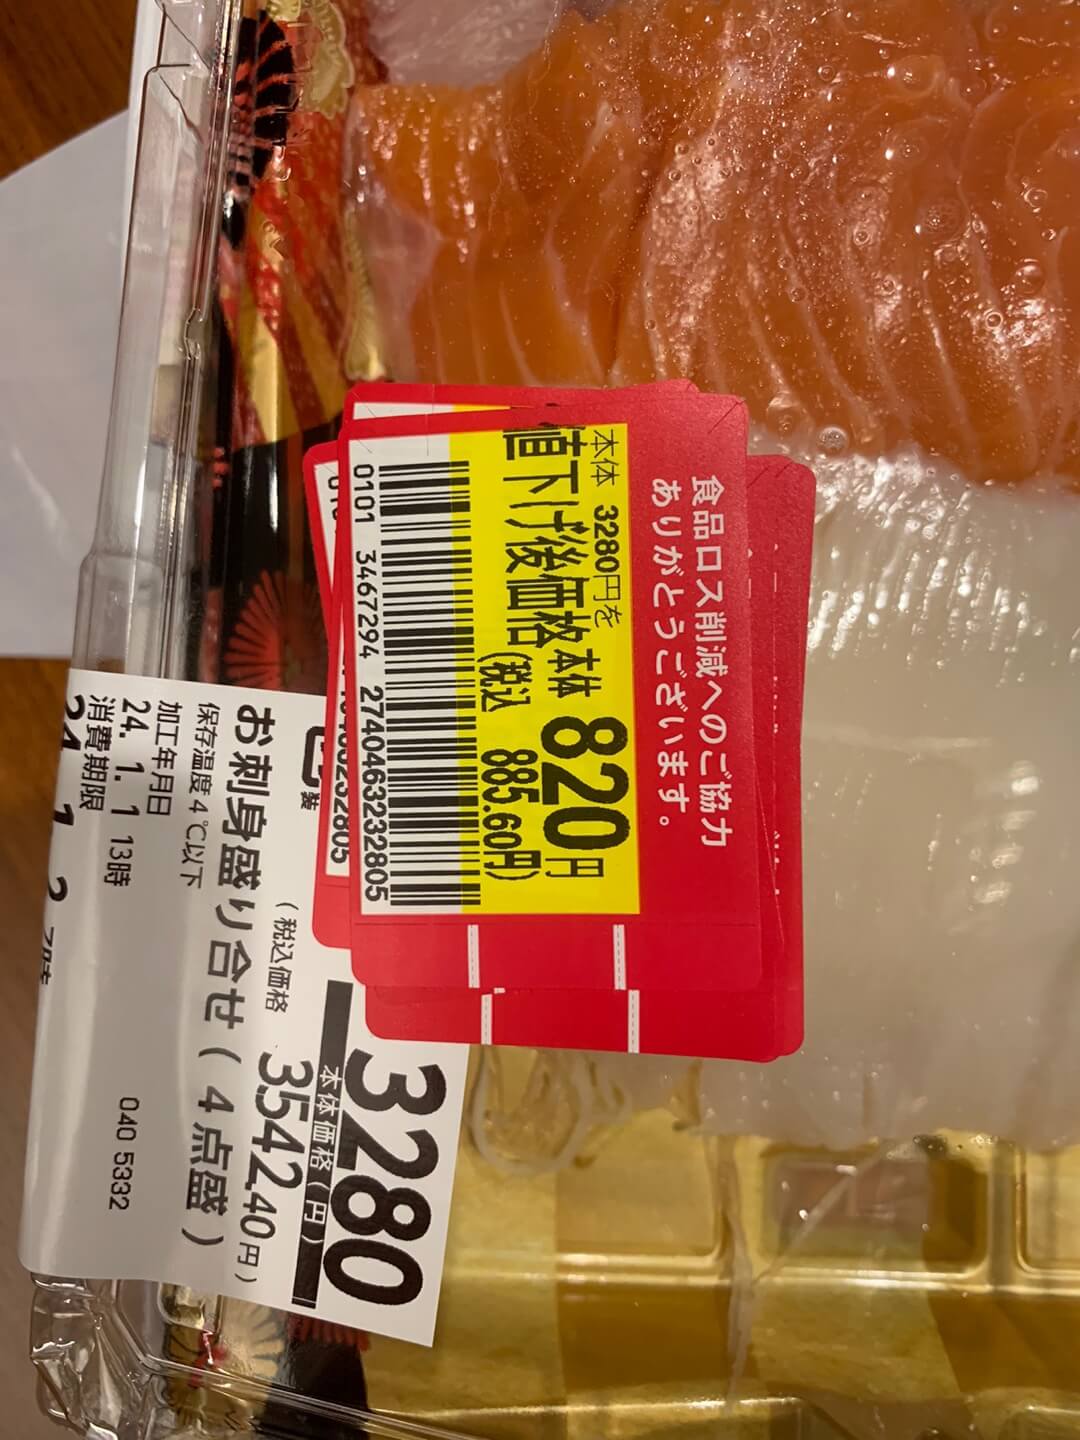 食品ロス削減へのご協力
ありがとうございます。
本体 3280円を
値下げ後価格 本体 820円
(税込 885.60円)
0101 3467294 2740463232805
3280
本体価格(円)
(税込価格 3542.40円)
お刺身盛り合せ(4点盛)
保存温度4℃以下
加工年月日
24. 1. 1 13時
消費期限
040 5332